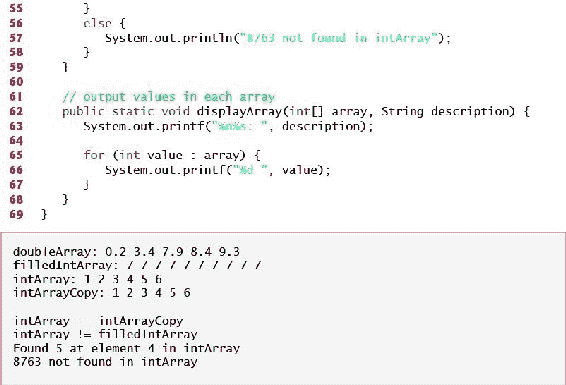 55 }
56 else {
57 System.out.println("8763 not found in intArray");
58 }
59 }
60
61 // output values in each array
62 public static void displayArray(int[] array, String description) {
63 System.out.printf("%n%s: ", description);
64
65 for (int value : array) {
66 System.out.printf("%d ", value);
67 }
68 }
69 }
doubleArray: 0.2 3.4 7.9 8.4 9.3
filledIntArray: 7 7 7 7 7 7 7 7 7 7
intArray: 1 2 3 4 5 6
intArrayCopy: 1 2 3 4 5 6
intArray == intArrayCopy
intArray != filledIntArray
Found 5 at element 4 in intArray
8763 not found in intArray